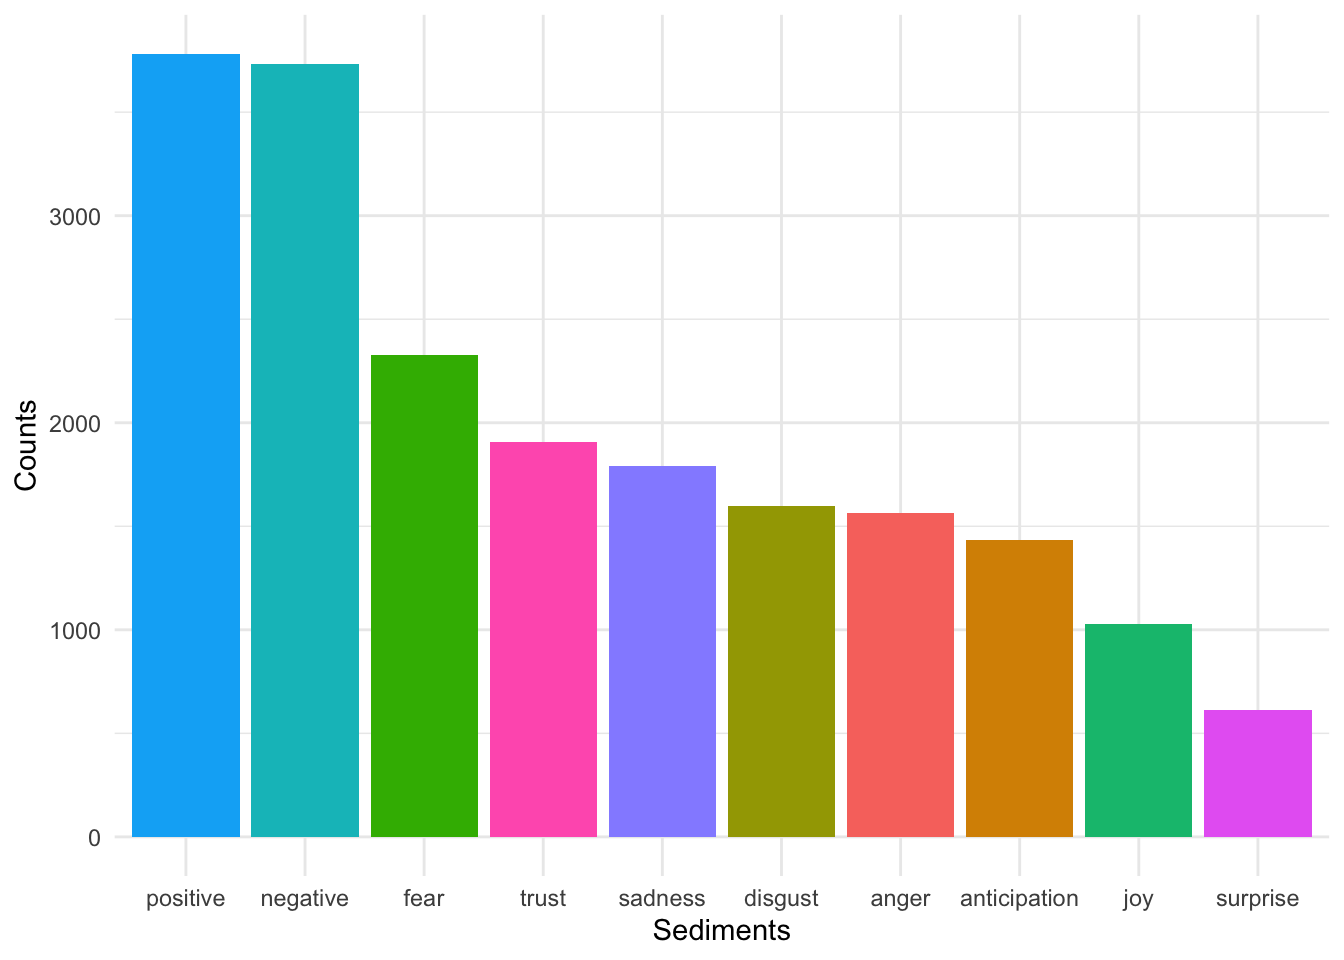 3000
2000
1000
0
Counts
positive negative fear trust sadness disgust anger anticipation joy surprise
Sediments